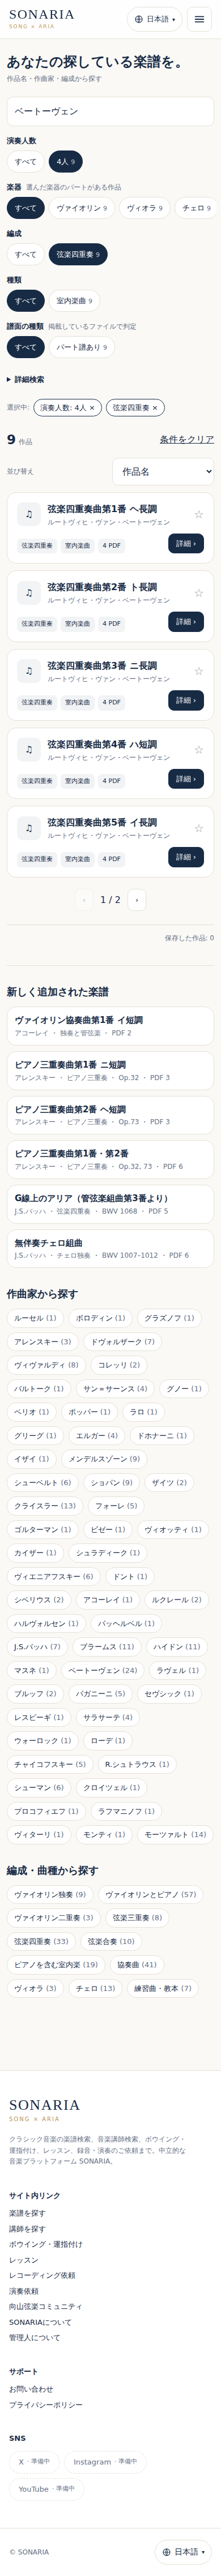 SONARIA
SONG × ARIA
日本語 ▾
あなたの探している楽譜を。
作品名・作曲家・編成から探す
ベートーヴェン
演奏人数
すべて
4人 9
楽器 選んだ楽器のパートがある作品
すべて
ヴァイオリン 9
ヴィオラ 9
チェロ 9
編成
すべて
弦楽四重奏 9
種類
すべて
室内楽曲 9
譜面の種類 掲載しているファイルで判定
すべて
パート譜あり 9
▶ 詳細検索
選択中:
演奏人数: 4人 ×
弦楽四重奏 ×
9 作品
条件をクリア
並び替え
作品名
♫
弦楽四重奏曲第1番 ヘ長調
☆
ルートヴィヒ・ヴァン・ベートーヴェン
弦楽四重奏
室内楽曲
4 PDF
詳細 ›
♫
弦楽四重奏曲第2番 ト長調
☆
ルートヴィヒ・ヴァン・ベートーヴェン
弦楽四重奏
室内楽曲
4 PDF
詳細 ›
♫
弦楽四重奏曲第3番 ニ長調
☆
ルートヴィヒ・ヴァン・ベートーヴェン
弦楽四重奏
室内楽曲
4 PDF
詳細 ›
♫
弦楽四重奏曲第4番 ハ短調
☆
ルートヴィヒ・ヴァン・ベートーヴェン
弦楽四重奏
室内楽曲
4 PDF
詳細 ›
♫
弦楽四重奏曲第5番 イ長調
☆
ルートヴィヒ・ヴァン・ベートーヴェン
弦楽四重奏
室内楽曲
4 PDF
詳細 ›
‹
1 / 2
›
保存した作品: 0
新しく追加された楽譜
ヴァイオリン協奏曲第1番 イ短調
アコーレイ ・ 独奏と管弦楽 ・ PDF 2
ピアノ三重奏曲第1番 ニ短調
アレンスキー ・ ピアノ三重奏 ・ Op.32 ・ PDF 3
ピアノ三重奏曲第2番 ヘ短調
アレンスキー ・ ピアノ三重奏 ・ Op.73 ・ PDF 3
ピアノ三重奏曲第1番・第2番
アレンスキー ・ ピアノ三重奏 ・ Op.32, 73 ・ PDF 6
G線上のアリア（管弦楽組曲第3番より）
J.S.バッハ ・ 弦楽四重奏 ・ BWV 1068 ・ PDF 5
無伴奏チェロ組曲
J.S.バッハ ・ チェロ独奏 ・ BWV 1007–1012 ・ PDF 6
作曲家から探す
ルーセル (1)
ボロディン (1)
グラズノフ (1)
アレンスキー (3)
ドヴォルザーク (7)
ヴィヴァルディ (8)
コレッリ (2)
バルトーク (1)
サン＝サーンス (4)
グノー (1)
ベリオ (1)
ポッパー (1)
ラロ (1)
グリーグ (1)
エルガー (4)
ドホナーニ (1)
イザイ (1)
メンデルスゾーン (9)
シューベルト (6)
ショパン (9)
ザイツ (2)
クライスラー (13)
フォーレ (5)
ゴルターマン (1)
ビゼー (1)
ヴィオッティ (1)
カイザー (1)
シュラディーク (1)
ヴィエニアフスキー (6)
ドント (1)
シベリウス (2)
アコーレイ (1)
ルクレール (2)
ハルヴォルセン (1)
パッヘルベル (1)
J.S.バッハ (7)
ブラームス (11)
ハイドン (11)
マスネ (1)
ベートーヴェン (24)
ラヴェル (1)
ブルッフ (2)
パガニーニ (5)
セヴシック (1)
レスピーギ (1)
サラサーテ (4)
ウォーロック (1)
ローデ (1)
チャイコフスキー (5)
R.シュトラウス (1)
シューマン (6)
クロイツェル (1)
プロコフィエフ (1)
ラフマニノフ (1)
ヴィターリ (1)
モンティ (1)
モーツァルト (14)
編成・曲種から探す
ヴァイオリン独奏 (9)
ヴァイオリンとピアノ (57)
ヴァイオリン二重奏 (3)
弦楽三重奏 (8)
弦楽四重奏 (33)
弦楽合奏 (10)
ピアノを含む室内楽 (19)
協奏曲 (41)
ヴィオラ (3)
チェロ (13)
練習曲・教本 (7)
SONARIA
SONG × ARIA
クラシック音楽の楽譜検索、音楽講師検索、ボウイング・
運指付け、レッスン、録音・演奏のご依頼まで。中立的な
音楽プラットフォーム SONARIA。
サイト内リンク
楽譜を探す
講師を探す
ボウイング・運指付け
レッスン
レコーディング依頼
演奏依頼
向山弦楽コミュニティ
SONARIAについて
管理人について
サポート
お問い合わせ
プライバシーポリシー
SNS
X ・準備中
Instagram ・準備中
YouTube ・準備中
© SONARIA
日本語 ▾